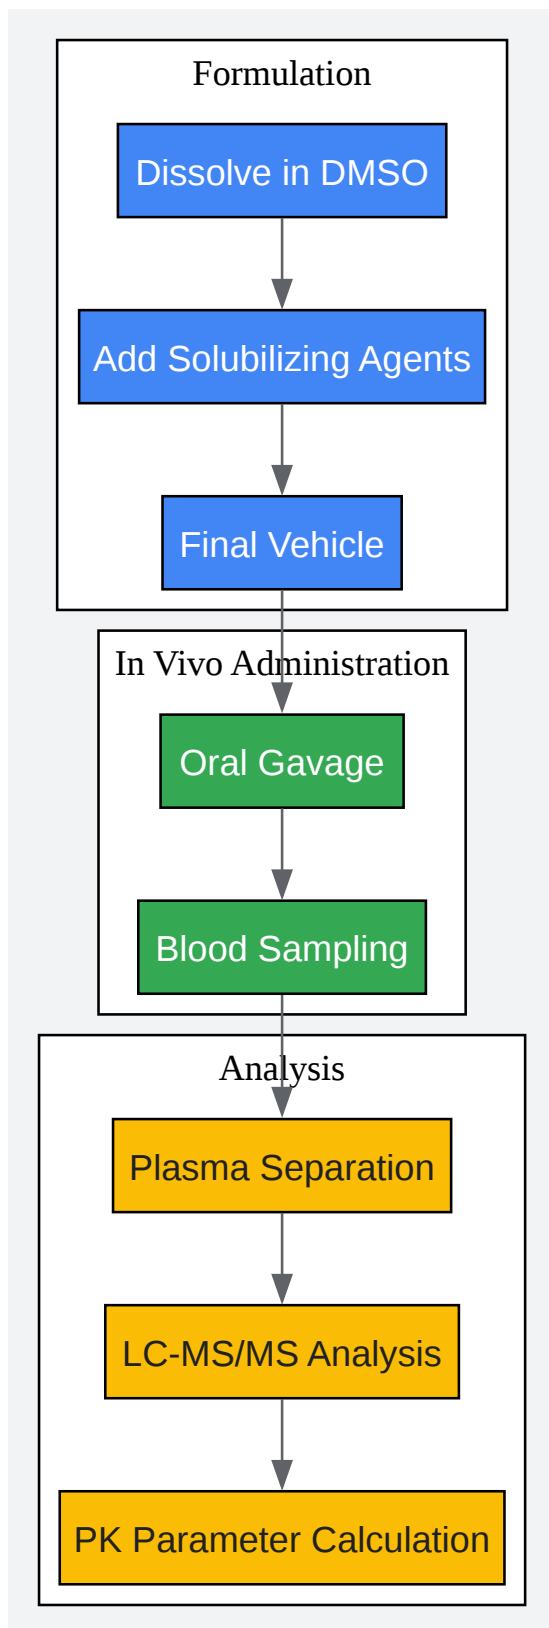 Formulation
Dissolve in DMSO
Add Solubilizing Agents
Final Vehicle
In Vivo Administration
Oral Gavage
Blood Sampling
Analysis
Plasma Separation
LC-MS/MS Analysis
PK Parameter Calculation